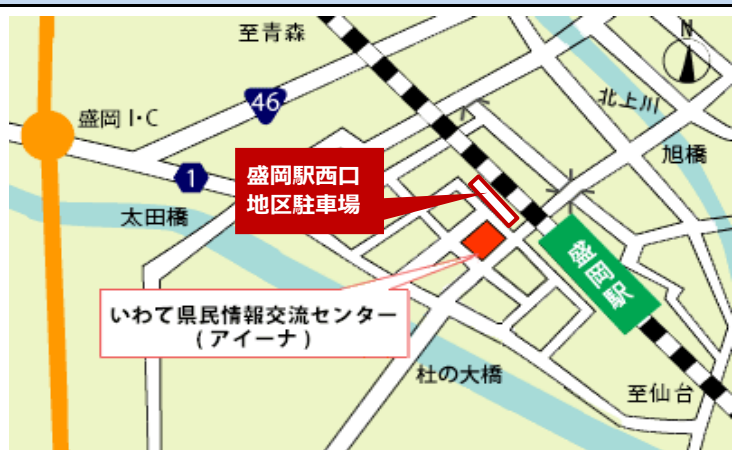 至青森
N
46
盛岡I・C
北上川
旭橋
1
盛岡駅西口
地区駐車場
太田橋
盛岡駅
いわて県民情報交流センター
(アイーナ)
杜の大橋
至仙台